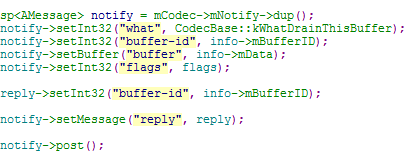 sp<AMessage> notify = mCodec->mNotify->dup();
notify->setInt32("what", CodecBase::kWhatDrainThisBuffer);
notify->setInt32("buffer-id", info->mBufferID);
notify->setBuffer("buffer", info->mData);
notify->setInt32("flags", flags);
reply->setInt32("buffer-id", info->mBufferID);
notify->setMessage("reply", reply);
notify->post();